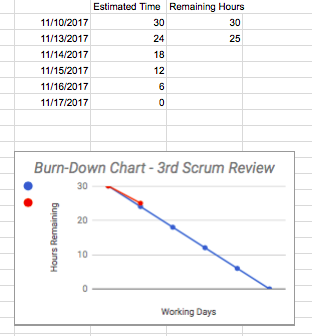 Estimated Time Remaining Hours
11/10/2017 30 30
11/13/2017 24 25
11/14/2017 18
11/15/2017 12
11/16/2017 6
11/17/2017 0
Burn-Down Chart - 3rd Scrum Review
30
20
10
0
Hours Remaining
Working Days